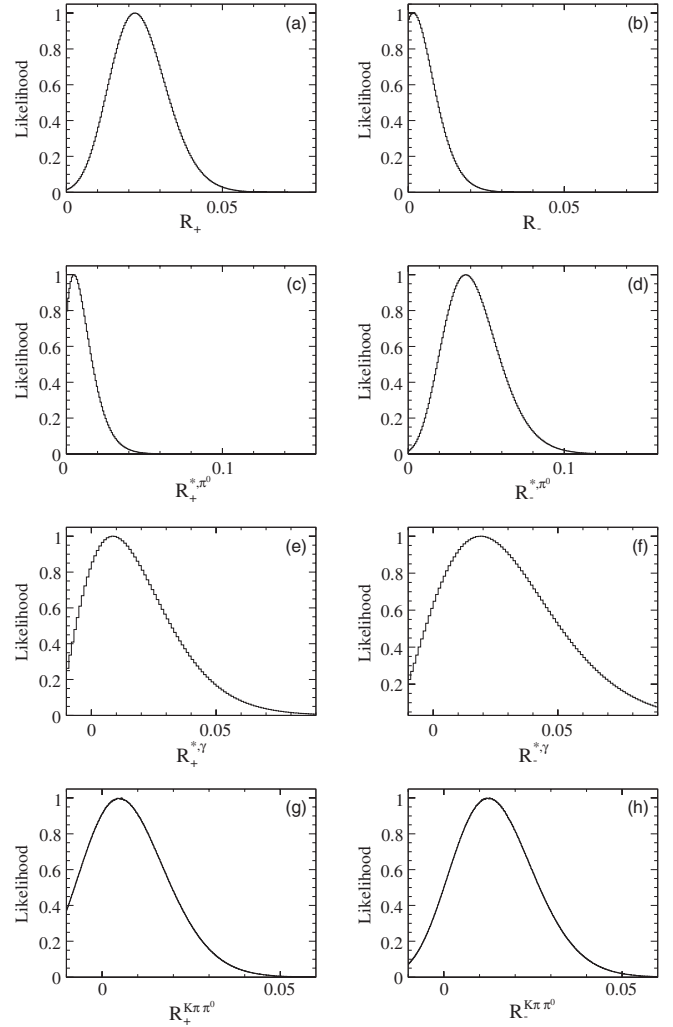 (a) (b)
Likelihood Likelihood
1 1
0.8 0.8
0.6 0.6
0.4 0.4
0.2 0.2
0 0
0 0.05 0 0.05
R₊ R₋
(c) (d)
Likelihood Likelihood
1 1
0.8 0.8
0.6 0.6
0.4 0.4
0.2 0.2
0 0
0 0.1 0 0.1
R₊^{*,π⁰} R₋^{*,π⁰}
(e) (f)
Likelihood Likelihood
1 1
0.8 0.8
0.6 0.6
0.4 0.4
0.2 0.2
0
0 0.05 0 0.05
R₊^{*,γ} R₋^{*,γ}
(g) (h)
Likelihood Likelihood
1 1
0.8 0.8
0.6 0.6
0.4 0.4
0.2 0.2
0 0
0 0.05 0 0.05
R₊^{Kππ⁰} R₋^{Kππ⁰}